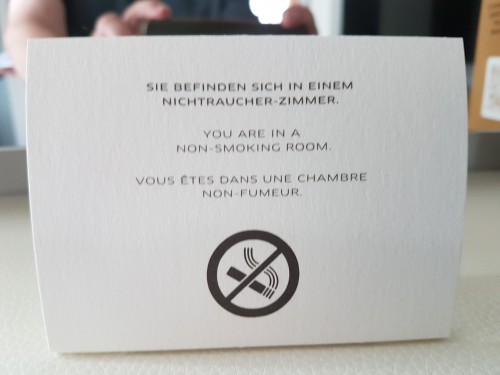 SIE BEFINDEN SICH IN EINEM
NICHTRAUCHER-ZIMMER.
YOU ARE IN A
NON-SMOKING ROOM.
VOUS ÊTES DANS UNE CHAMBRE
NON-FUMEUR.